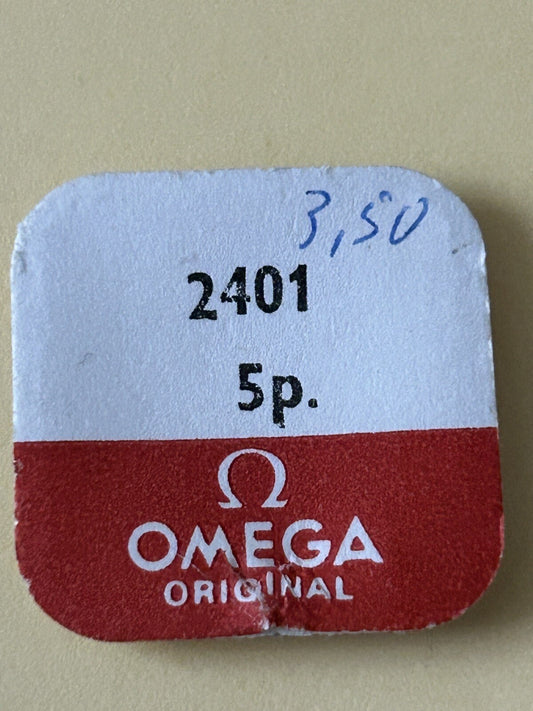 3,50
2401
5p.
Ω
OMEGA
ORIGINAL